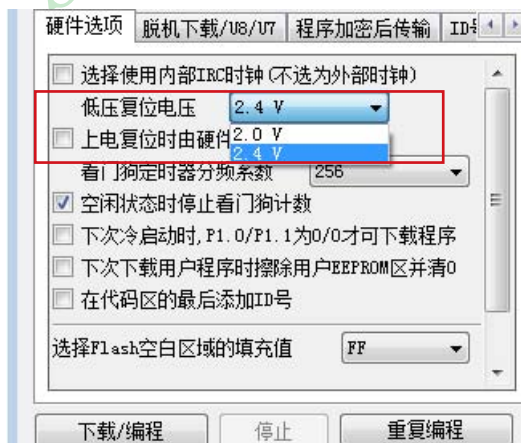 硬件选项 脱机下载/U8/U7 程序加密后传输 ID
选择使用内部IRC时钟(不选为外部时钟)
低压复位电压 2.4 V
2.0 V
2.4 V
上电复位时由硬件
看门狗定时器分频系数 256
空闲状态时停止看门狗计数
下次冷启动时,P1.0/P1.1为0/0才可下载程序
下次下载用户程序时擦除用户EEPROM区并清0
在代码区的最后添加ID号
选择Flash空白区域的填充值 FF
下载/编程 停止 重复编程